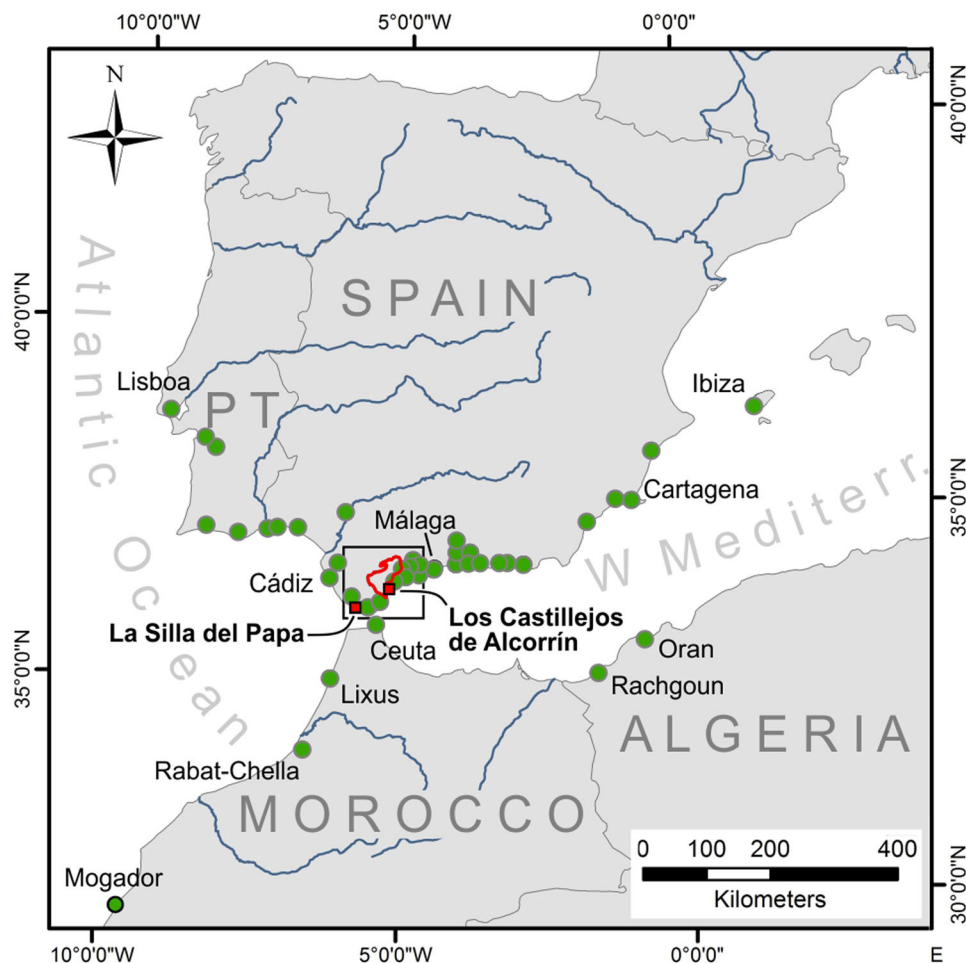 10°0'0"W 5°0'0"W 0°0'0"
N
40°0'0"N
40°0'0"N
Atlantic
Ocean
SPAIN
Lisboa
PT
Ibiza
Cartagena
35°0'0"N
W Mediterr.
Málaga
Cádiz
La Silla del Papa
Los Castillejos
de Alcorrín
Ceuta
35°0'0"N
Oran
Lixus
Rachgoun
ALGERIA
Rabat-Chella
MOROCCO
0 100 200 400
Kilometers
Mogador
30°0'0"N
10°0'0"W 5°0'0"W 0°0'0" E